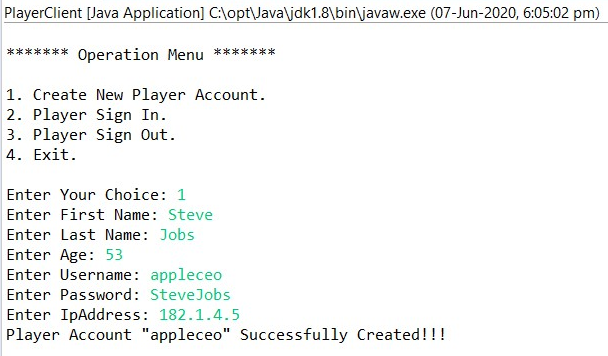 PlayerClient [Java Application] C:\opt\Java\jdk1.8\bin\javaw.exe (07-Jun-2020, 6:05:02 pm)
******* Operation Menu *******
1. Create New Player Account.
2. Player Sign In.
3. Player Sign Out.
4. Exit.
Enter Your Choice: 1
Enter First Name: Steve
Enter Last Name: Jobs
Enter Age: 53
Enter Username: appleceo
Enter Password: SteveJobs
Enter IpAddress: 182.1.4.5
Player Account "appleceo" Successfully Created!!!